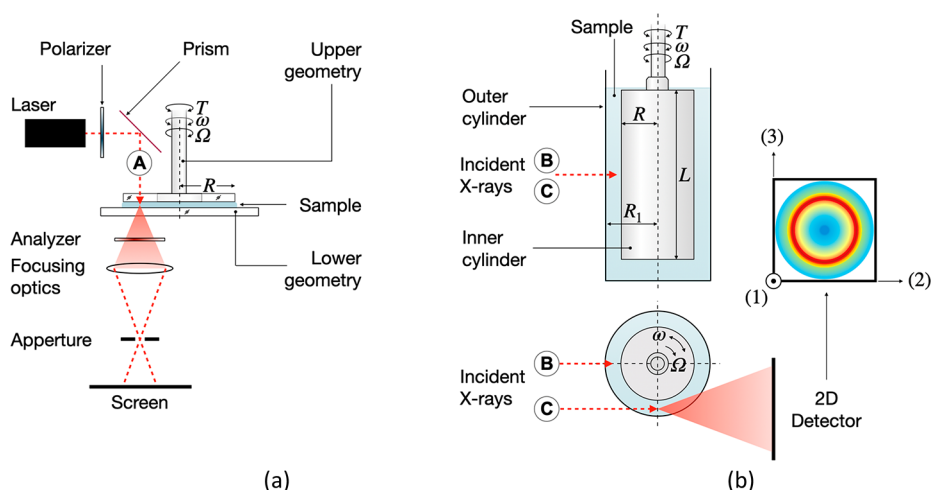 (a)
Polarizer
Prism
Upper
geometry
Laser
T
ω
Ω
A
R
Sample
Analyzer
Focusing
optics
Lower
geometry
Apperture
Screen
(b)
Sample
T
ω
Ω
Outer
cylinder
R
Incident
X-rays
B
C
L
R1
Inner
cylinder
(3)
(1)
(2)
ω
Ω
B
Incident
X-rays
C
2D
Detector
(a)
(b)